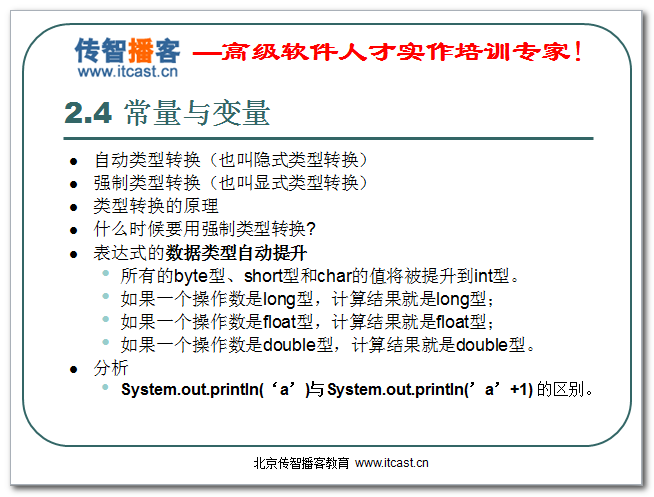 传智播客 —高级软件人才实作培训专家!
www.itcast.cn
2.4 常量与变量
● 自动类型转换（也叫隐式类型转换）
● 强制类型转换（也叫显式类型转换）
● 类型转换的原理
● 什么时候要用强制类型转换?
● 表达式的数据类型自动提升
• 所有的byte型、short型和char的值将被提升到int型。
• 如果一个操作数是long型，计算结果就是long型；
• 如果一个操作数是float型，计算结果就是float型；
• 如果一个操作数是double型，计算结果就是double型。
● 分析
• System.out.println(‘a’)与System.out.println(’a’+1) 的区别。
北京传智播客教育 www.itcast.cn